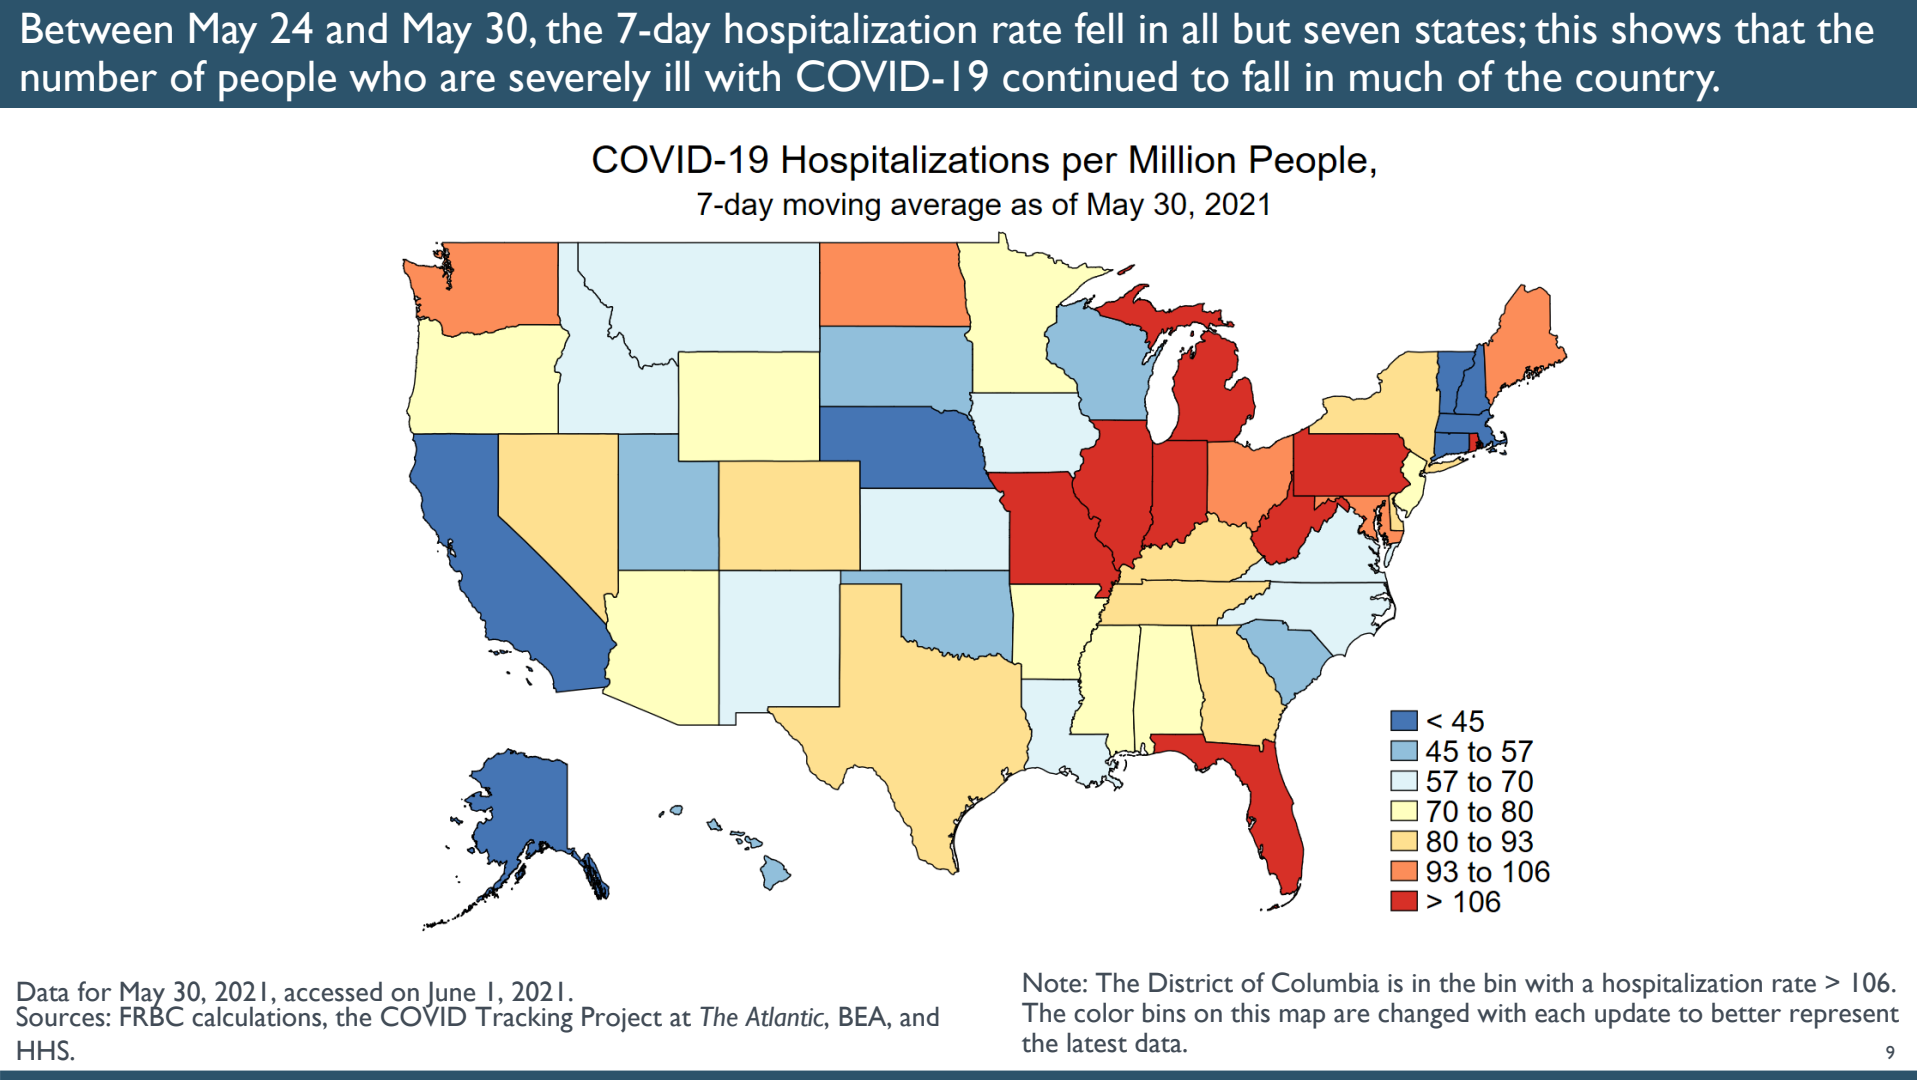 Between May 24 and May 30, the 7-day hospitalization rate fell in all but seven states; this shows that the
number of people who are severely ill with COVID-19 continued to fall in much of the country.
COVID-19 Hospitalizations per Million People,
7-day moving average as of May 30, 2021
< 45
45 to 57
57 to 70
70 to 80
80 to 93
93 to 106
> 106
Data for May 30, 2021, accessed on June 1, 2021.
Sources: FRBC calculations, the COVID Tracking Project at The Atlantic, BEA, and
HHS.
Note: The District of Columbia is in the bin with a hospitalization rate > 106.
The color bins on this map are changed with each update to better represent
the latest data.
9